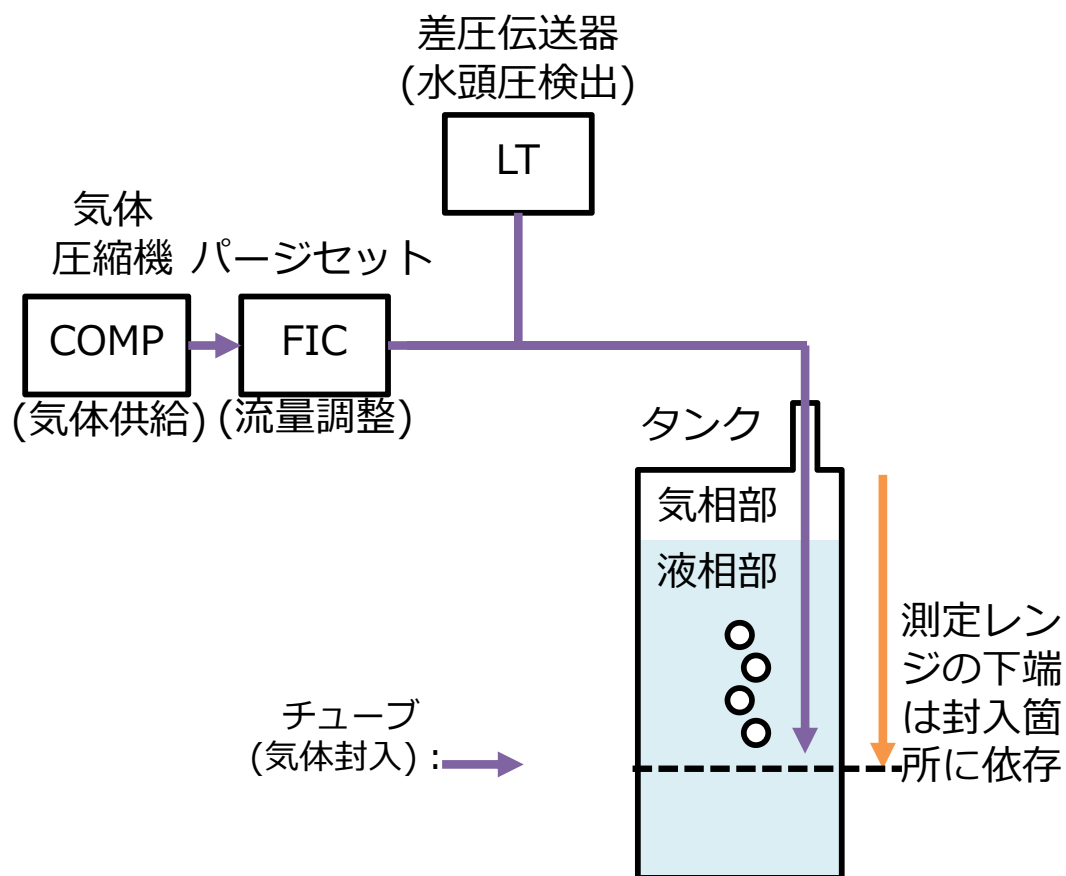 差圧伝送器
(水頭圧検出)
LT
気体
圧縮機
パージセット
COMP
FIC
(気体供給)
(流量調整)
タンク
気相部
液相部
測定レン
ジの下端
は封入箇
所に依存
チューブ
(気体封入) :